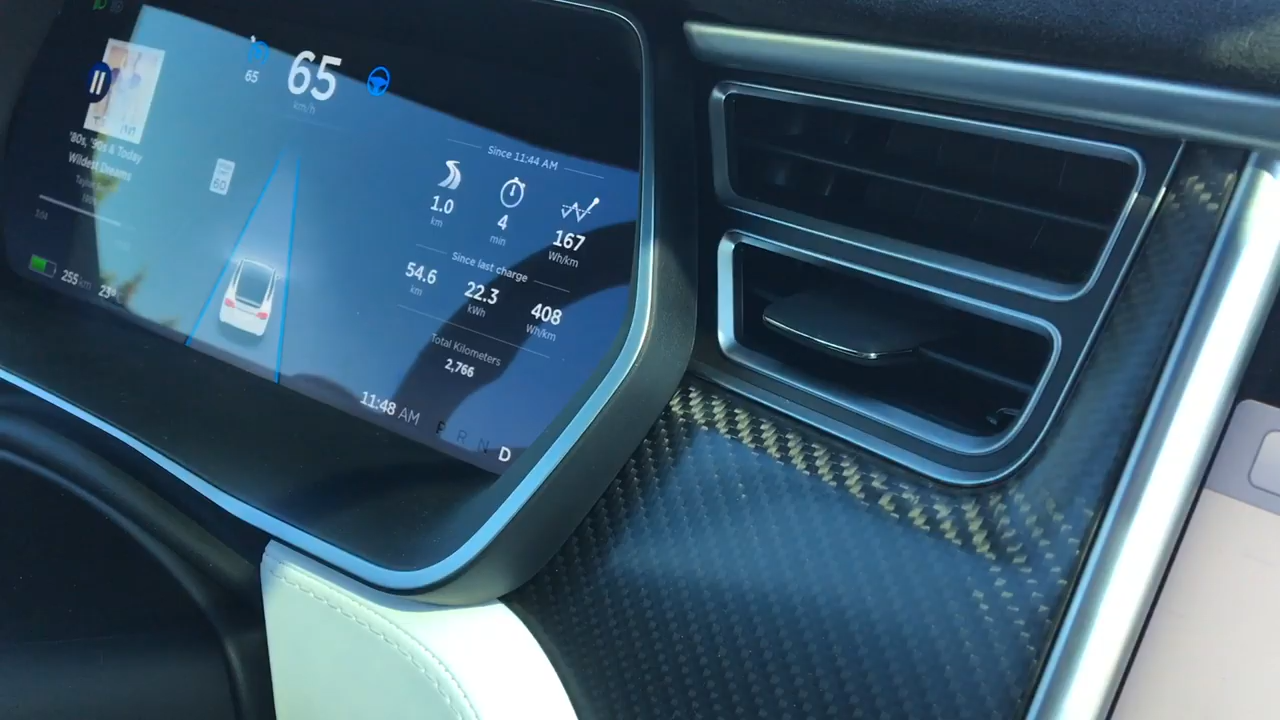 65
65
km/h
'80s, '90s & Today
Wildest Dreams
60
255 km 23°
Since 11:44 AM
1.0
km
4
min
167
Wh/km
Since last charge
54.6
km
22.3
kWh
408
Wh/km
Total Kilometers
2,766
11:48 AM
P R N D